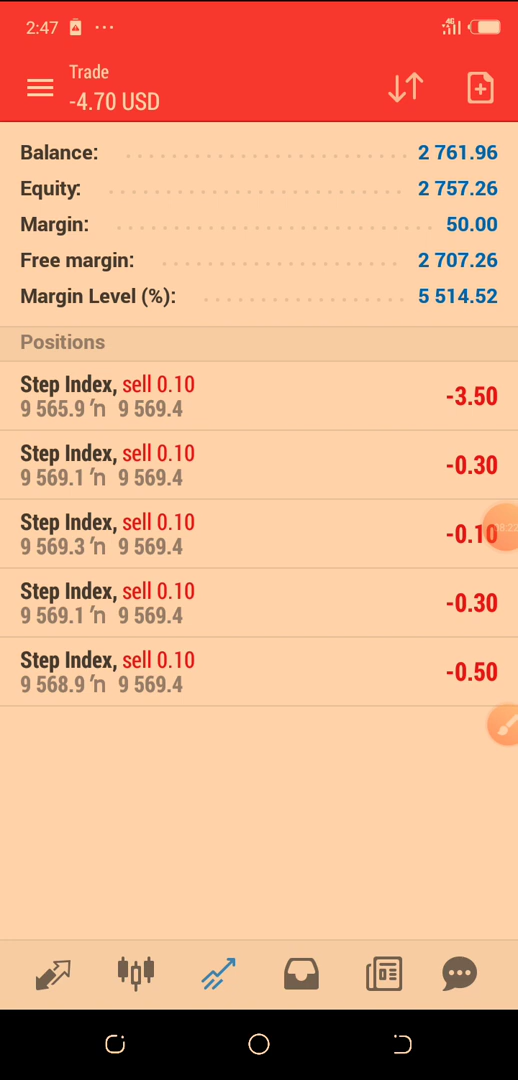 2:47
4G
Trade
-4.70 USD
Balance: 2 761.96
Equity: 2 757.26
Margin: 50.00
Free margin: 2 707.26
Margin Level (%): 5 514.52
Positions
Step Index, sell 0.10
9 565.9 ’n 9 569.4
-3.50
Step Index, sell 0.10
9 569.1 ’n 9 569.4
-0.30
Step Index, sell 0.10
9 569.3 ’n 9 569.4
-0.10
Step Index, sell 0.10
9 569.1 ’n 9 569.4
-0.30
Step Index, sell 0.10
9 568.9 ’n 9 569.4
-0.50